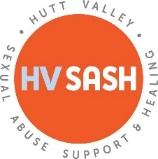 HUTT VALLEY
HV SASH
SEXUAL ABUSE SUPPORT & HEALING